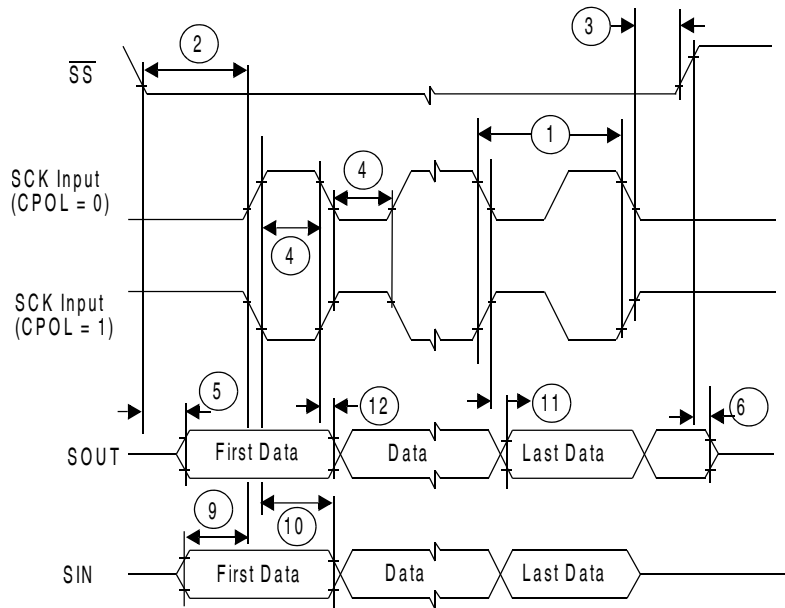 2
3
SS
1
SCK Input
(CPOL = 0)
4
4
SCK Input
(CPOL = 1)
5
12
11
6
SOUT
First Data
Data
Last Data
9
10
SIN
First Data
Data
Last Data